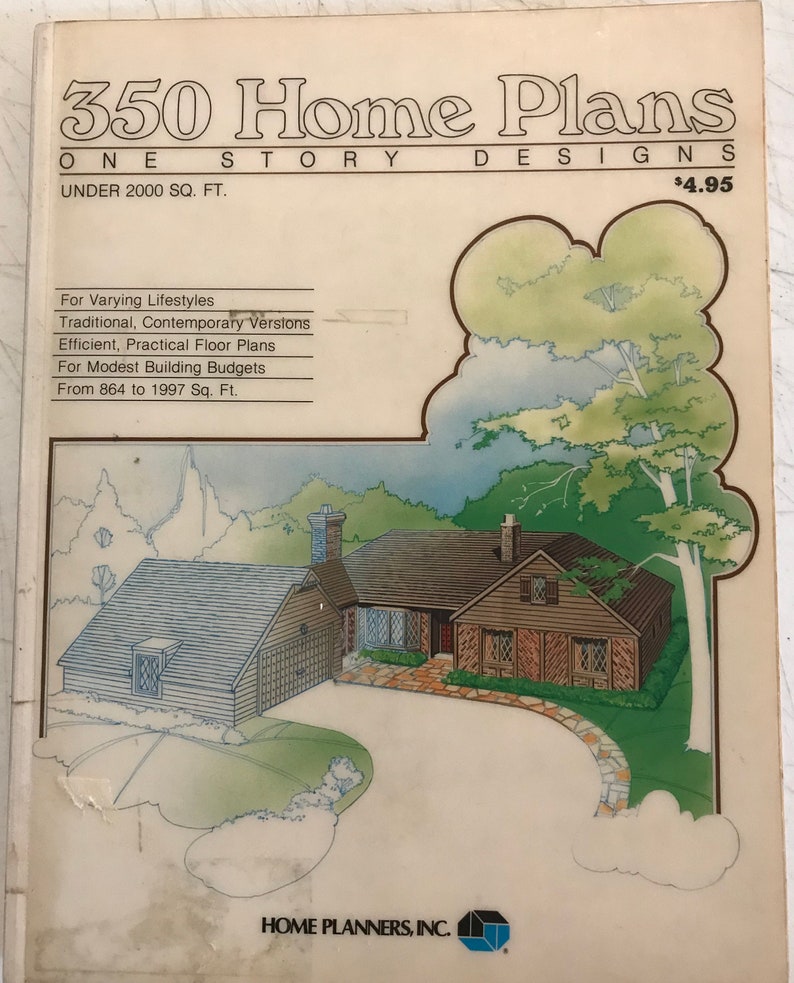 350 Home Plans
ONE STORY DESIGNS
UNDER 2000 SQ. FT.
$4.95
For Varying Lifestyles
Traditional, Contemporary Versions
Efficient, Practical Floor Plans
For Modest Building Budgets
From 864 to 1997 Sq. Ft.
HOME PLANNERS, INC.
®